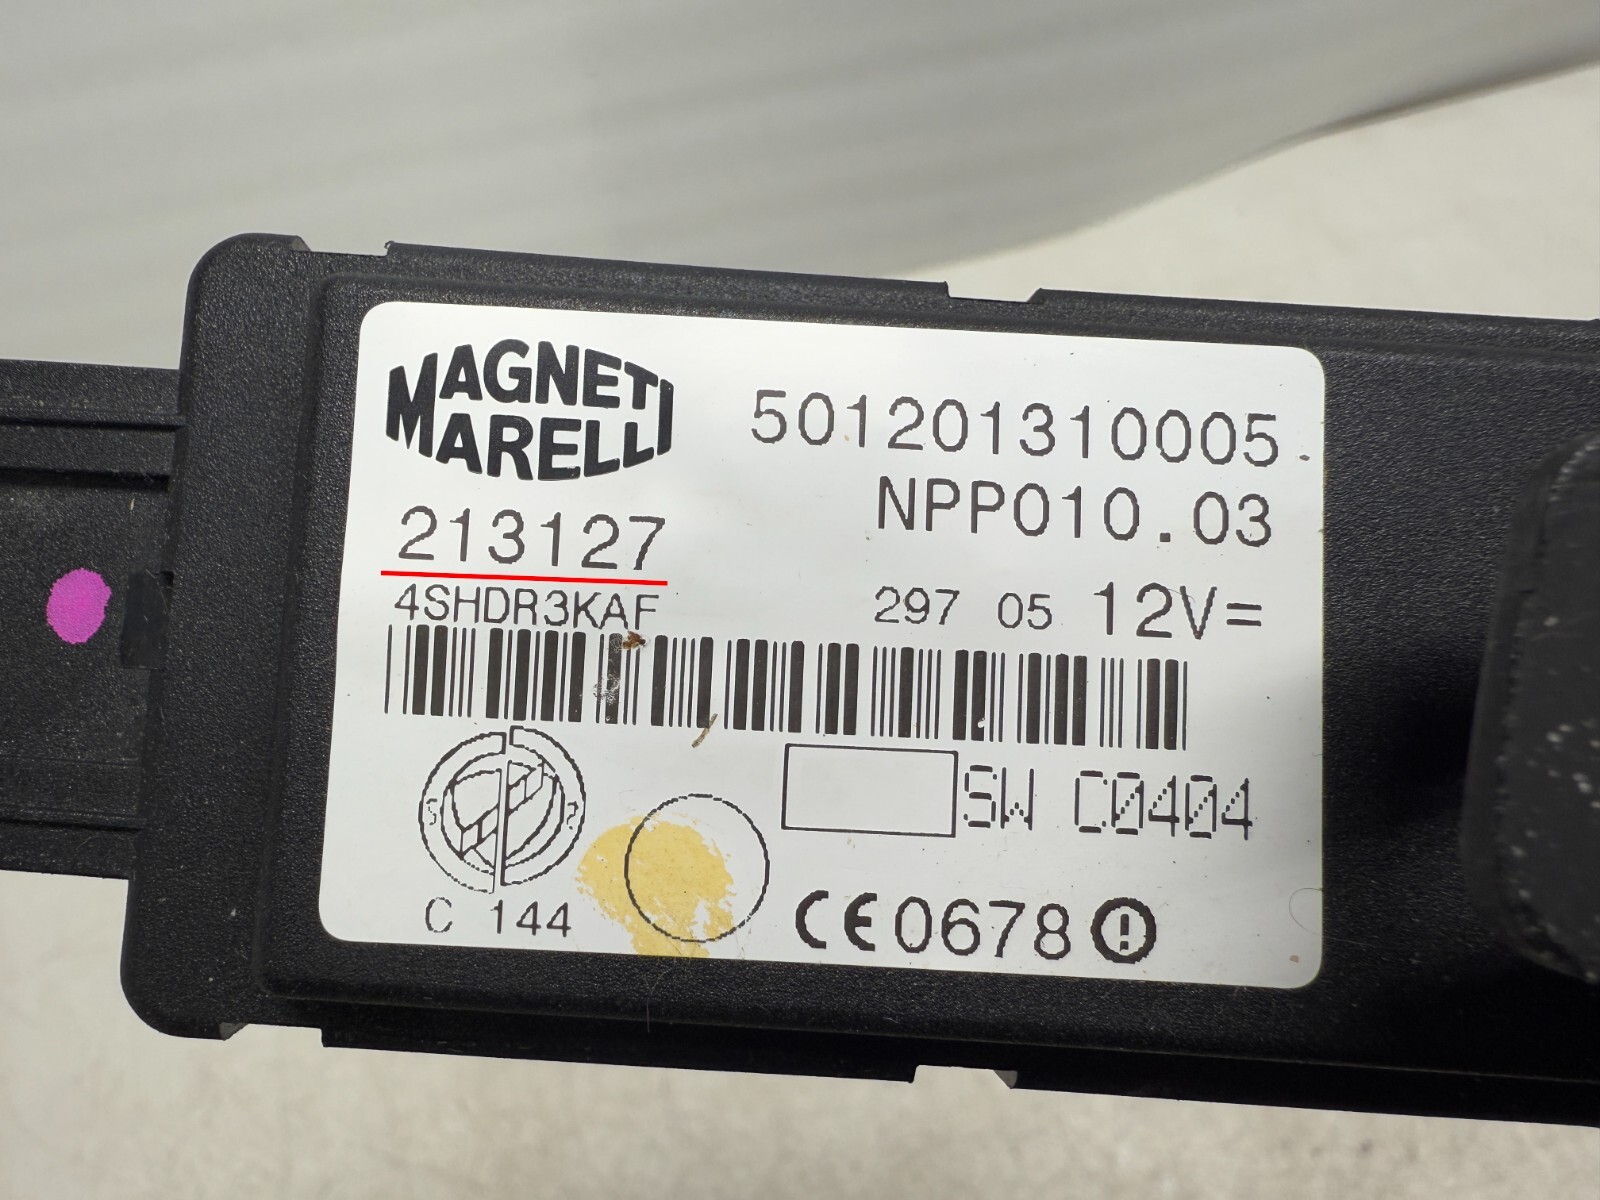 MAGNETI
MARELLI
501201310005
NPP010.03
213127
4SHDR3KAF
297 05 12V=
SW C0404
C 144
CE0678